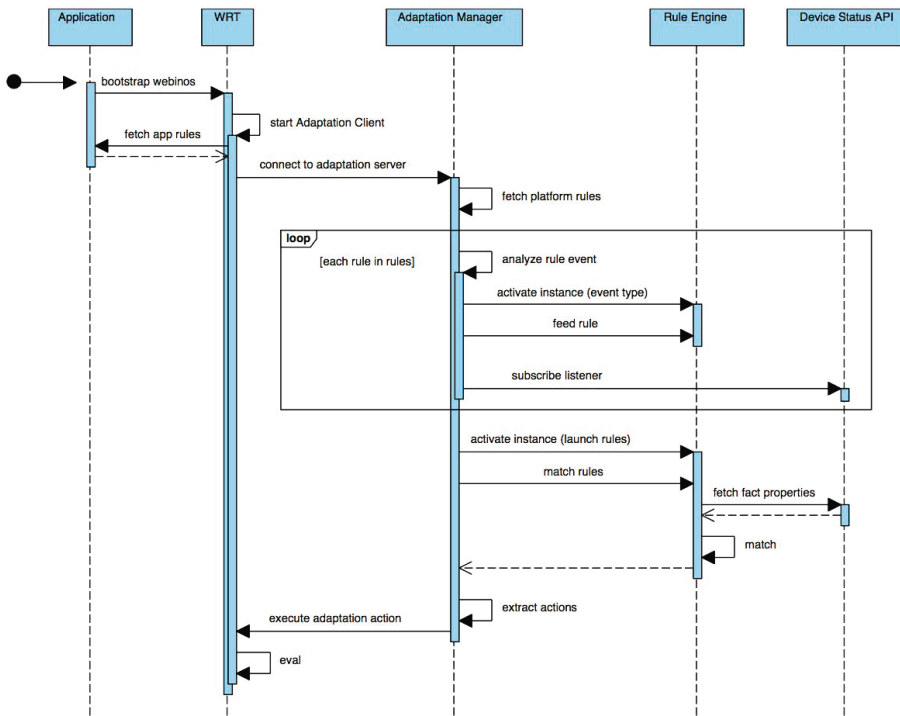 Application
WRT
Adaptation Manager
Rule Engine
Device Status API
bootstrap webinos
start Adaptation Client
fetch app rules
connect to adaptation server
fetch platform rules
loop
[each rule in rules]
analyze rule event
activate instance (event type)
feed rule
subscribe listener
activate instance (launch rules)
match rules
fetch fact properties
match
extract actions
execute adaptation action
eval